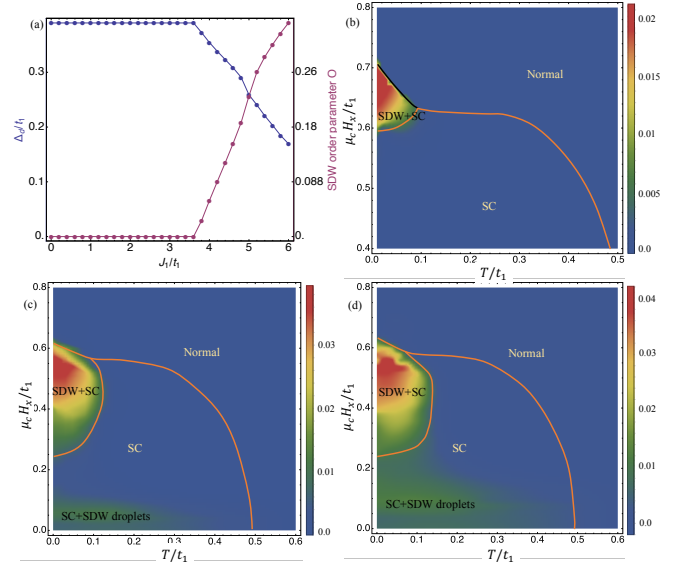 (a)
0.3
0.2
0.1
0
Δd/t1
0 1 2 3 4 5 6
J1/t1
0.26
0.18
0.088
0.
SDW order parameter O
(b)
0.8
0.7
0.6
0.5
0.4
μcHx/t1
Normal
SDW+SC
SC
0.0 0.1 0.2 0.3 0.4 0.5
T/t1
0.02
0.015
0.01
0.005
0.0
(c)
0.8
0.6
0.4
0.2
0.0
μcHx/t1
Normal
SDW+SC
SC
SC+SDW droplets
0.0 0.1 0.2 0.3 0.4 0.5 0.6
T/t1
0.03
0.02
0.01
0.0
(d)
0.8
0.6
0.4
0.2
0.0
μcHx/t1
Normal
SDW+SC
SC
SC+SDW droplets
0.0 0.1 0.2 0.3 0.4 0.5 0.6
T/t1
0.04
0.03
0.02
0.01
0.0